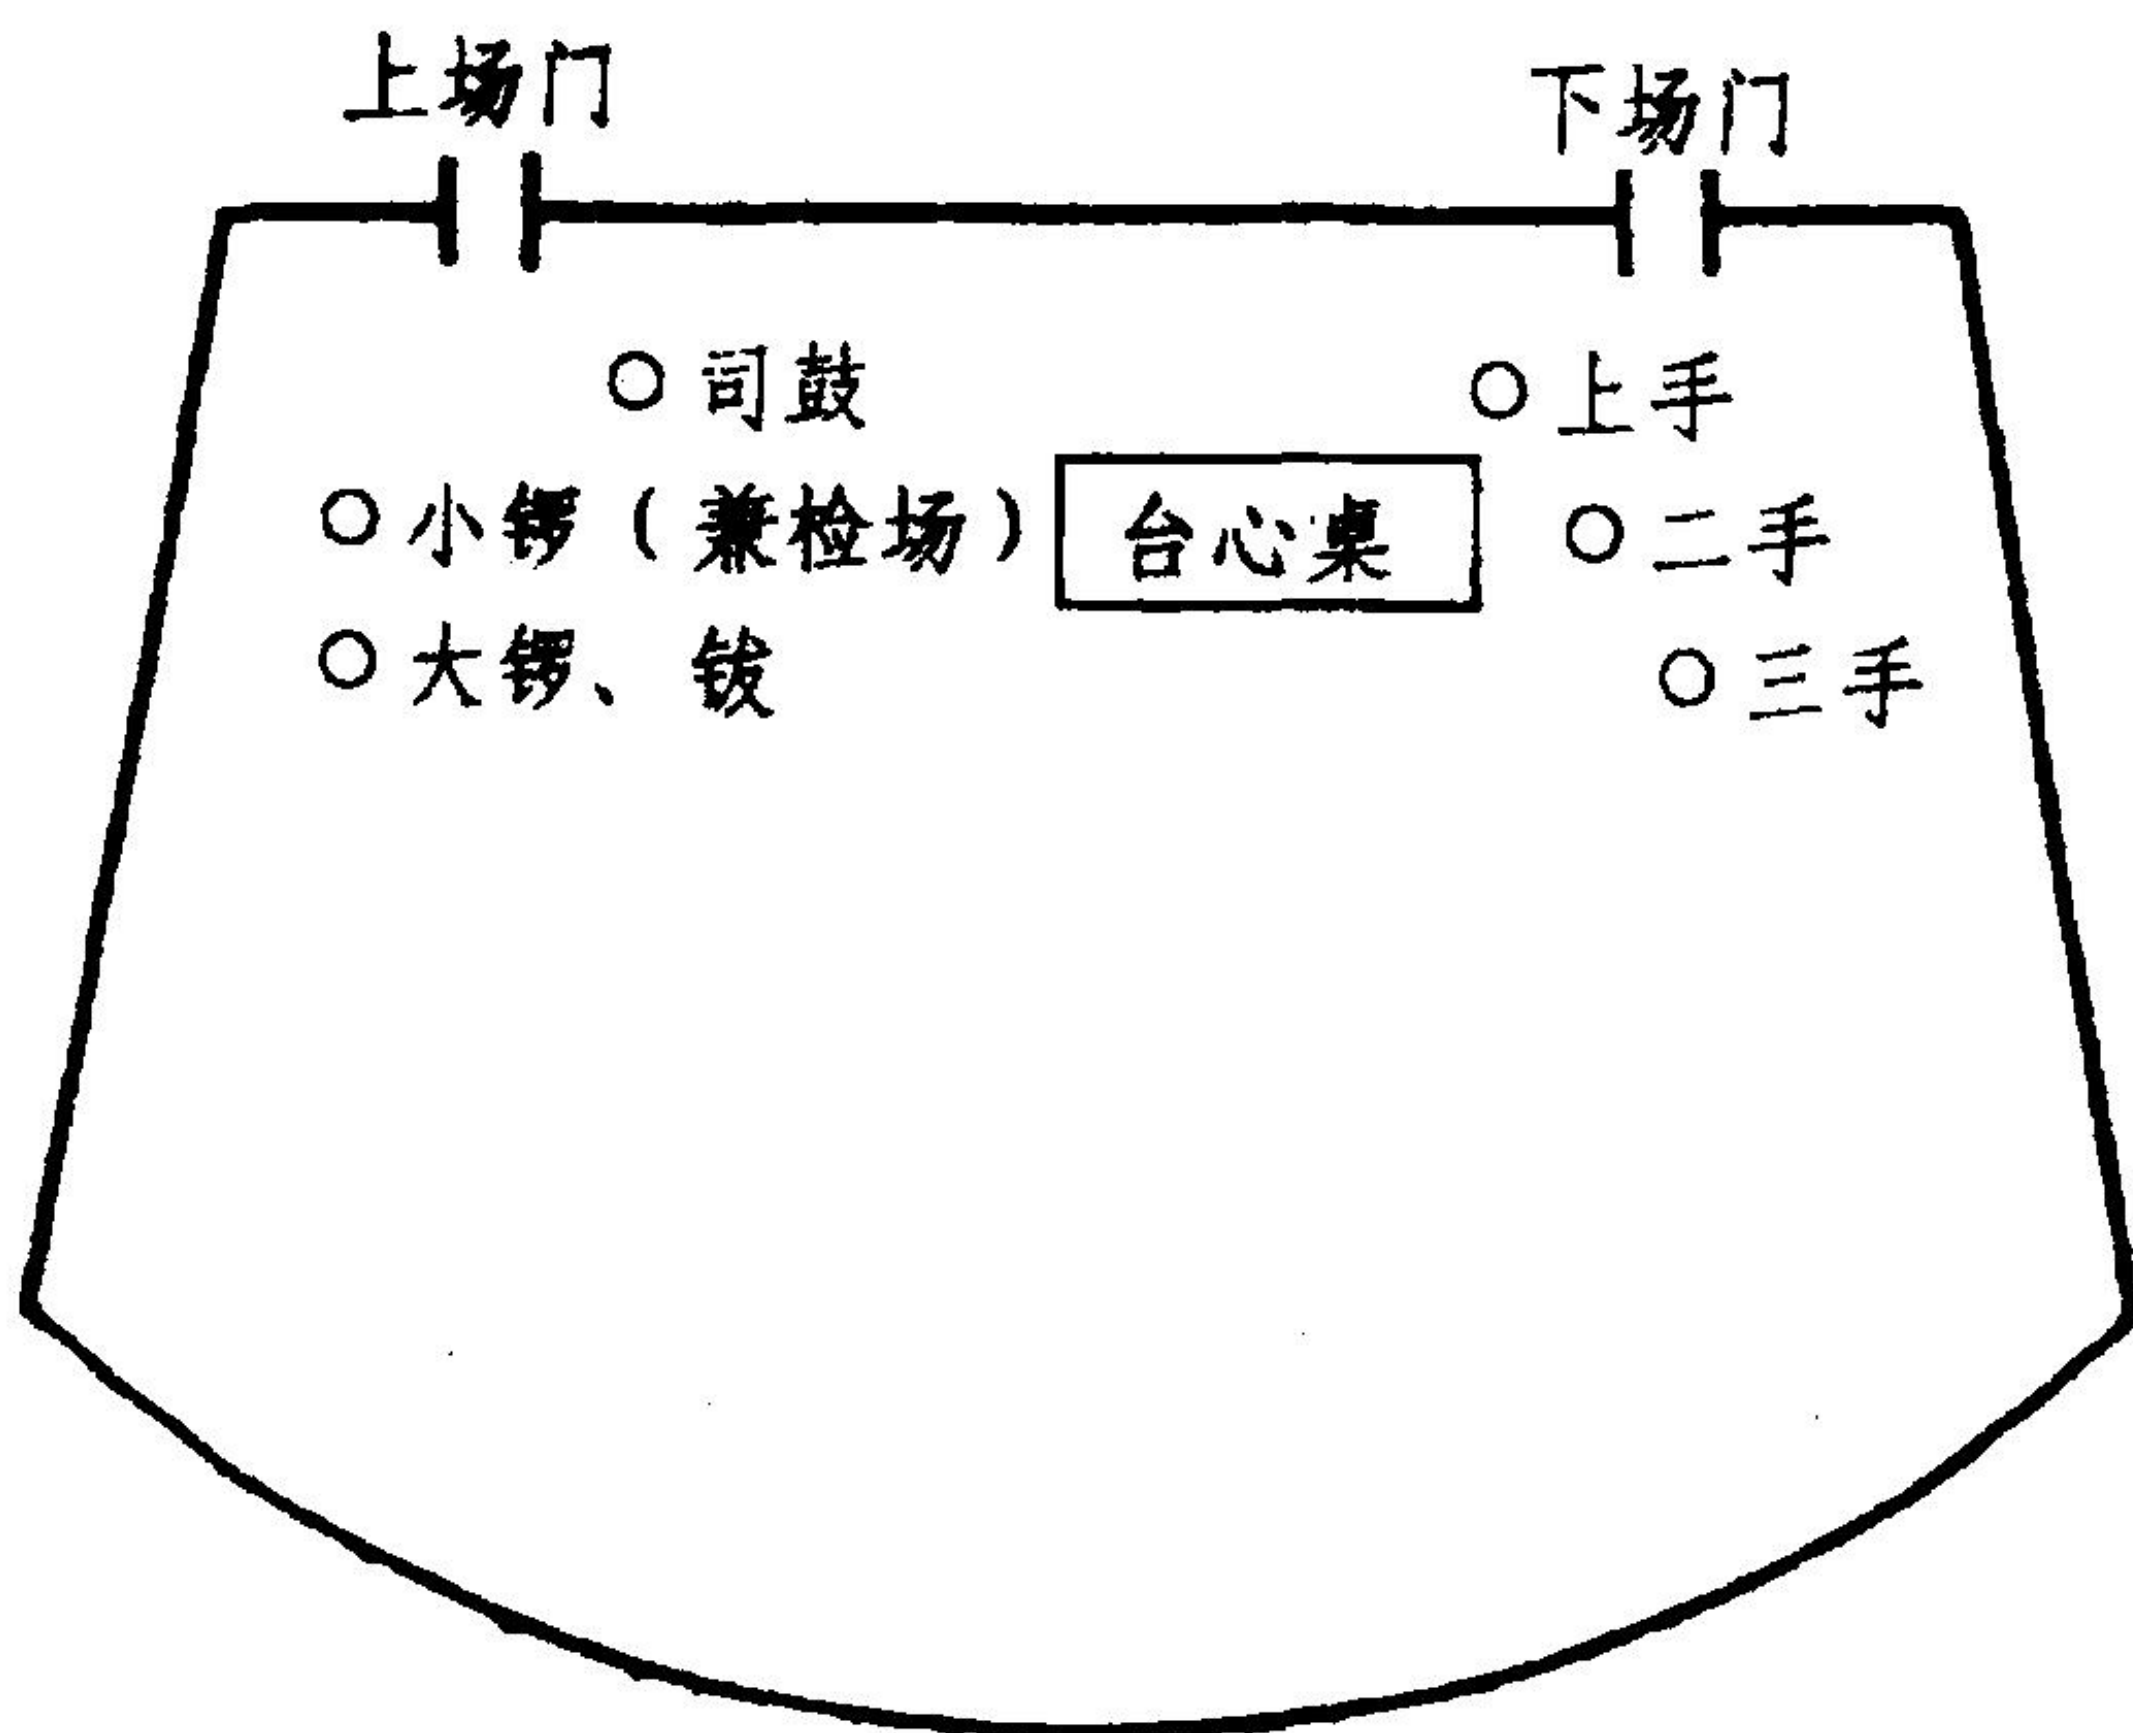 上场门
下场门
○司鼓
○上手
○小锣（兼检场）
台心桌
○二手
○大锣、钹
○三手